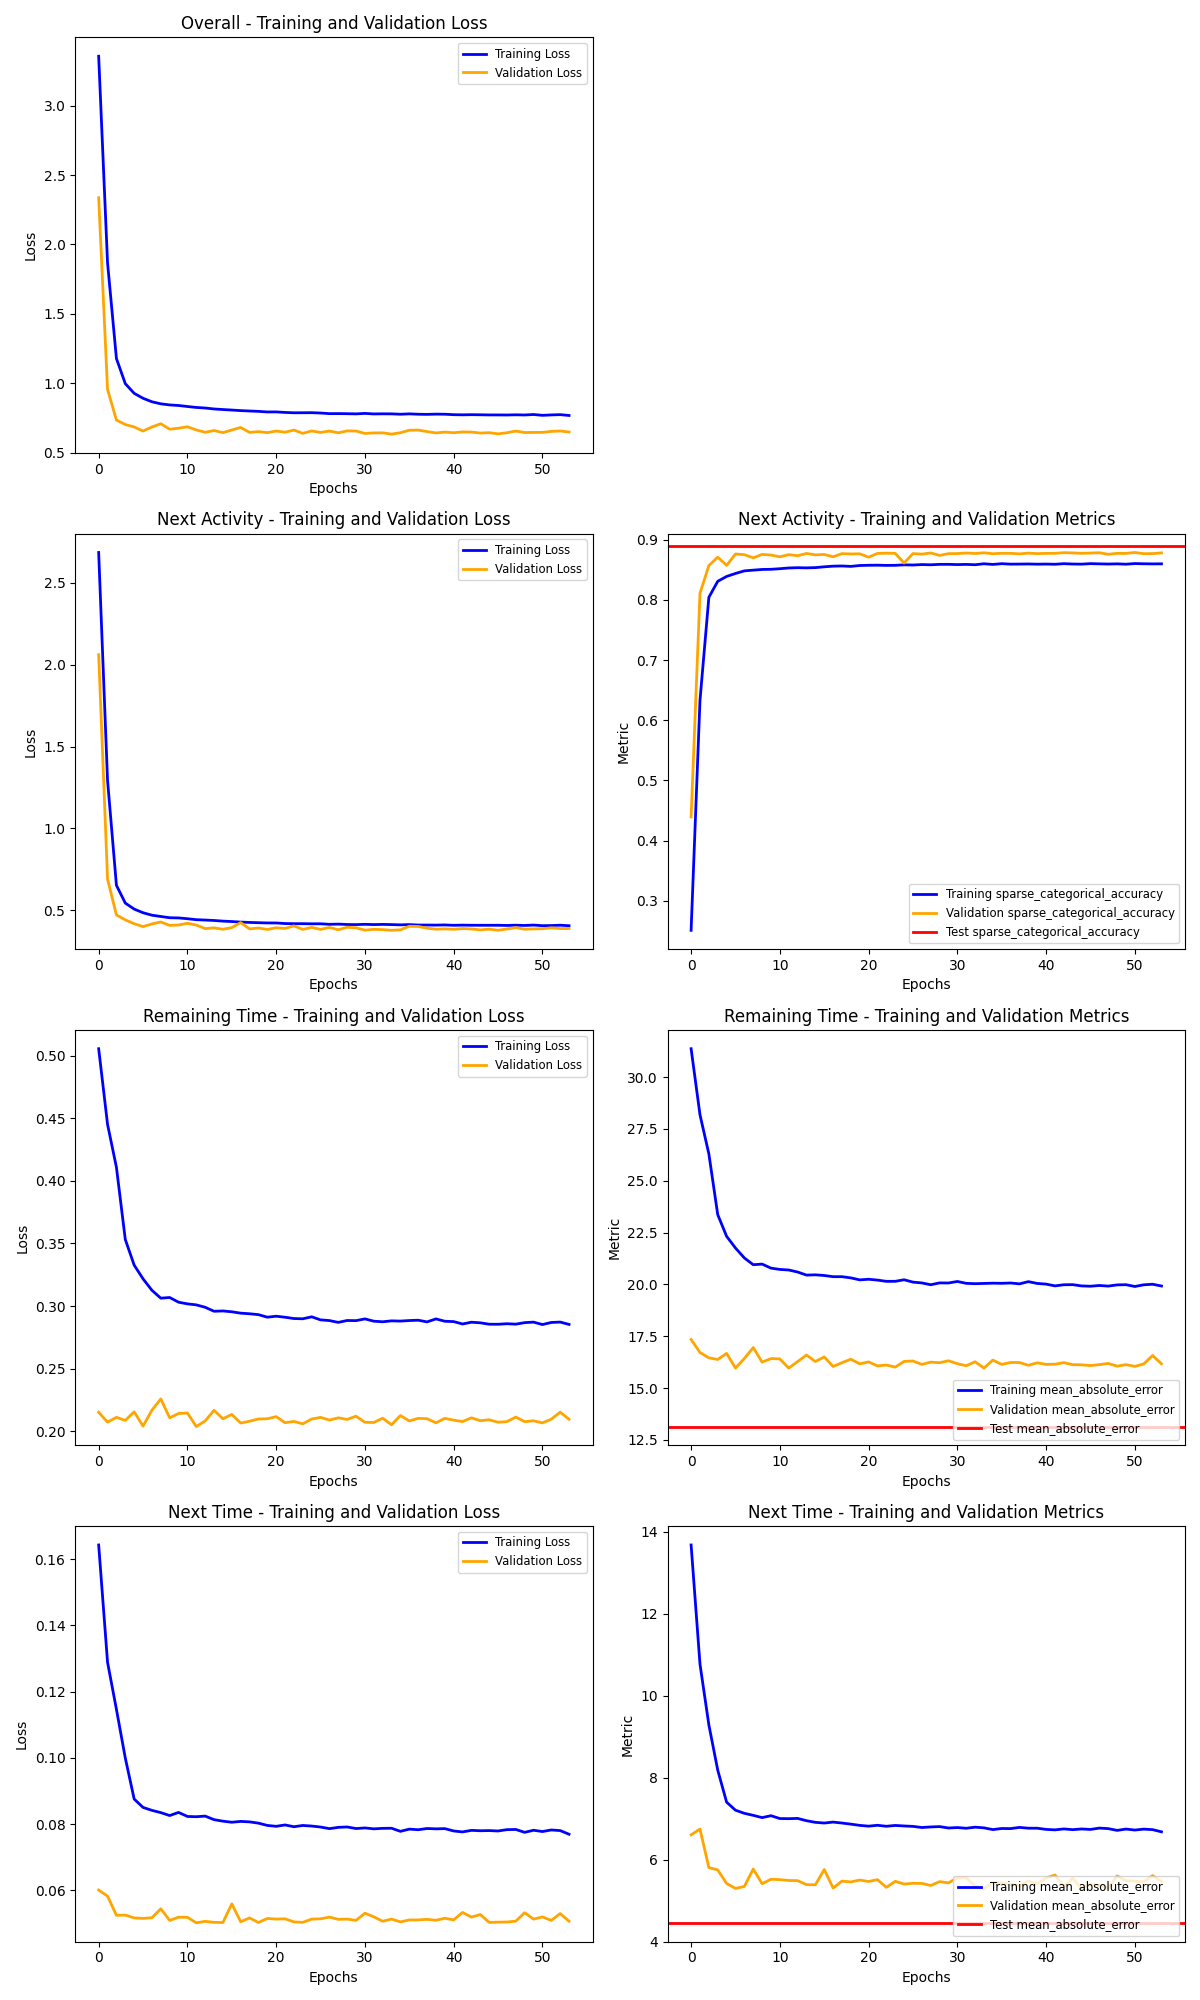 Overall - Training and Validation Loss
Training Loss
Validation Loss
3.0
2.5
2.0
1.5
1.0
0.5
Loss
0 10 20 30 40 50
Epochs
Next Activity - Training and Validation Loss
Training Loss
Validation Loss
2.5
2.0
1.5
1.0
0.5
Loss
0 10 20 30 40 50
Epochs
Next Activity - Training and Validation Metrics
0.9
0.8
0.7
0.6
0.5
0.4
0.3
Metric
Training sparse_categorical_accuracy
Validation sparse_categorical_accuracy
Test sparse_categorical_accuracy
0 10 20 30 40 50
Epochs
Remaining Time - Training and Validation Loss
Training Loss
Validation Loss
0.50
0.45
0.40
0.35
0.30
0.25
0.20
Loss
0 10 20 30 40 50
Epochs
Remaining Time - Training and Validation Metrics
30.0
27.5
25.0
22.5
20.0
17.5
15.0
12.5
Metric
Training mean_absolute_error
Validation mean_absolute_error
Test mean_absolute_error
0 10 20 30 40 50
Epochs
Next Time - Training and Validation Loss
Training Loss
Validation Loss
0.16
0.14
0.12
0.10
0.08
0.06
Loss
0 10 20 30 40 50
Epochs
Next Time - Training and Validation Metrics
14
12
10
8
6
4
Metric
Training mean_absolute_error
Validation mean_absolute_error
Test mean_absolute_error
0 10 20 30 40 50
Epochs